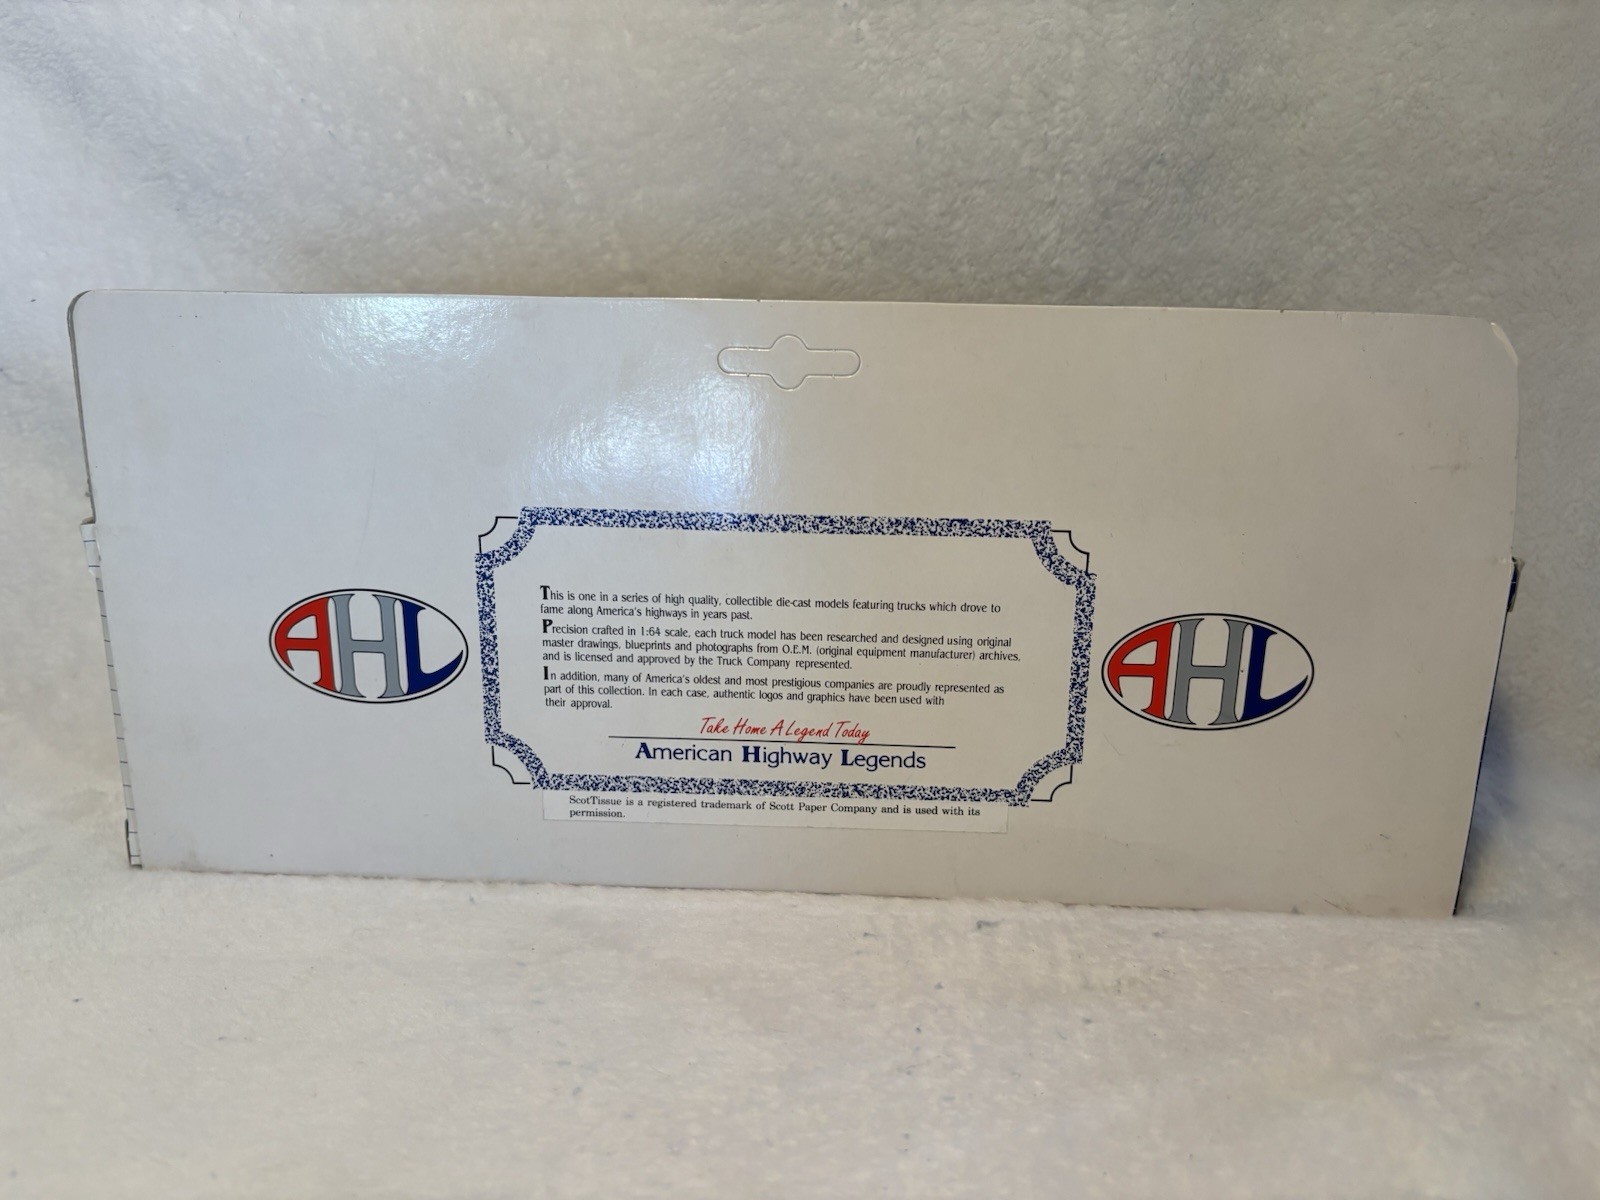 AHL
This is one in a series of high quality, collectible die-cast models featuring trucks which drove to
fame along America's highways in years past.
Precision crafted in 1:64 scale, each truck model has been researched and designed using original
master drawings, blueprints and photographs from O.E.M. (original equipment manufacturer) archives,
and is licensed and approved by the Truck Company represented.
In addition, many of America's oldest and most prestigious companies are proudly represented as
part of this collection. In each case, authentic logos and graphics have been used with
their approval.
Take Home A Legend Today
American Highway Legends
ScotTissue is a registered trademark of Scott Paper Company and is used with its
permission.
AHL